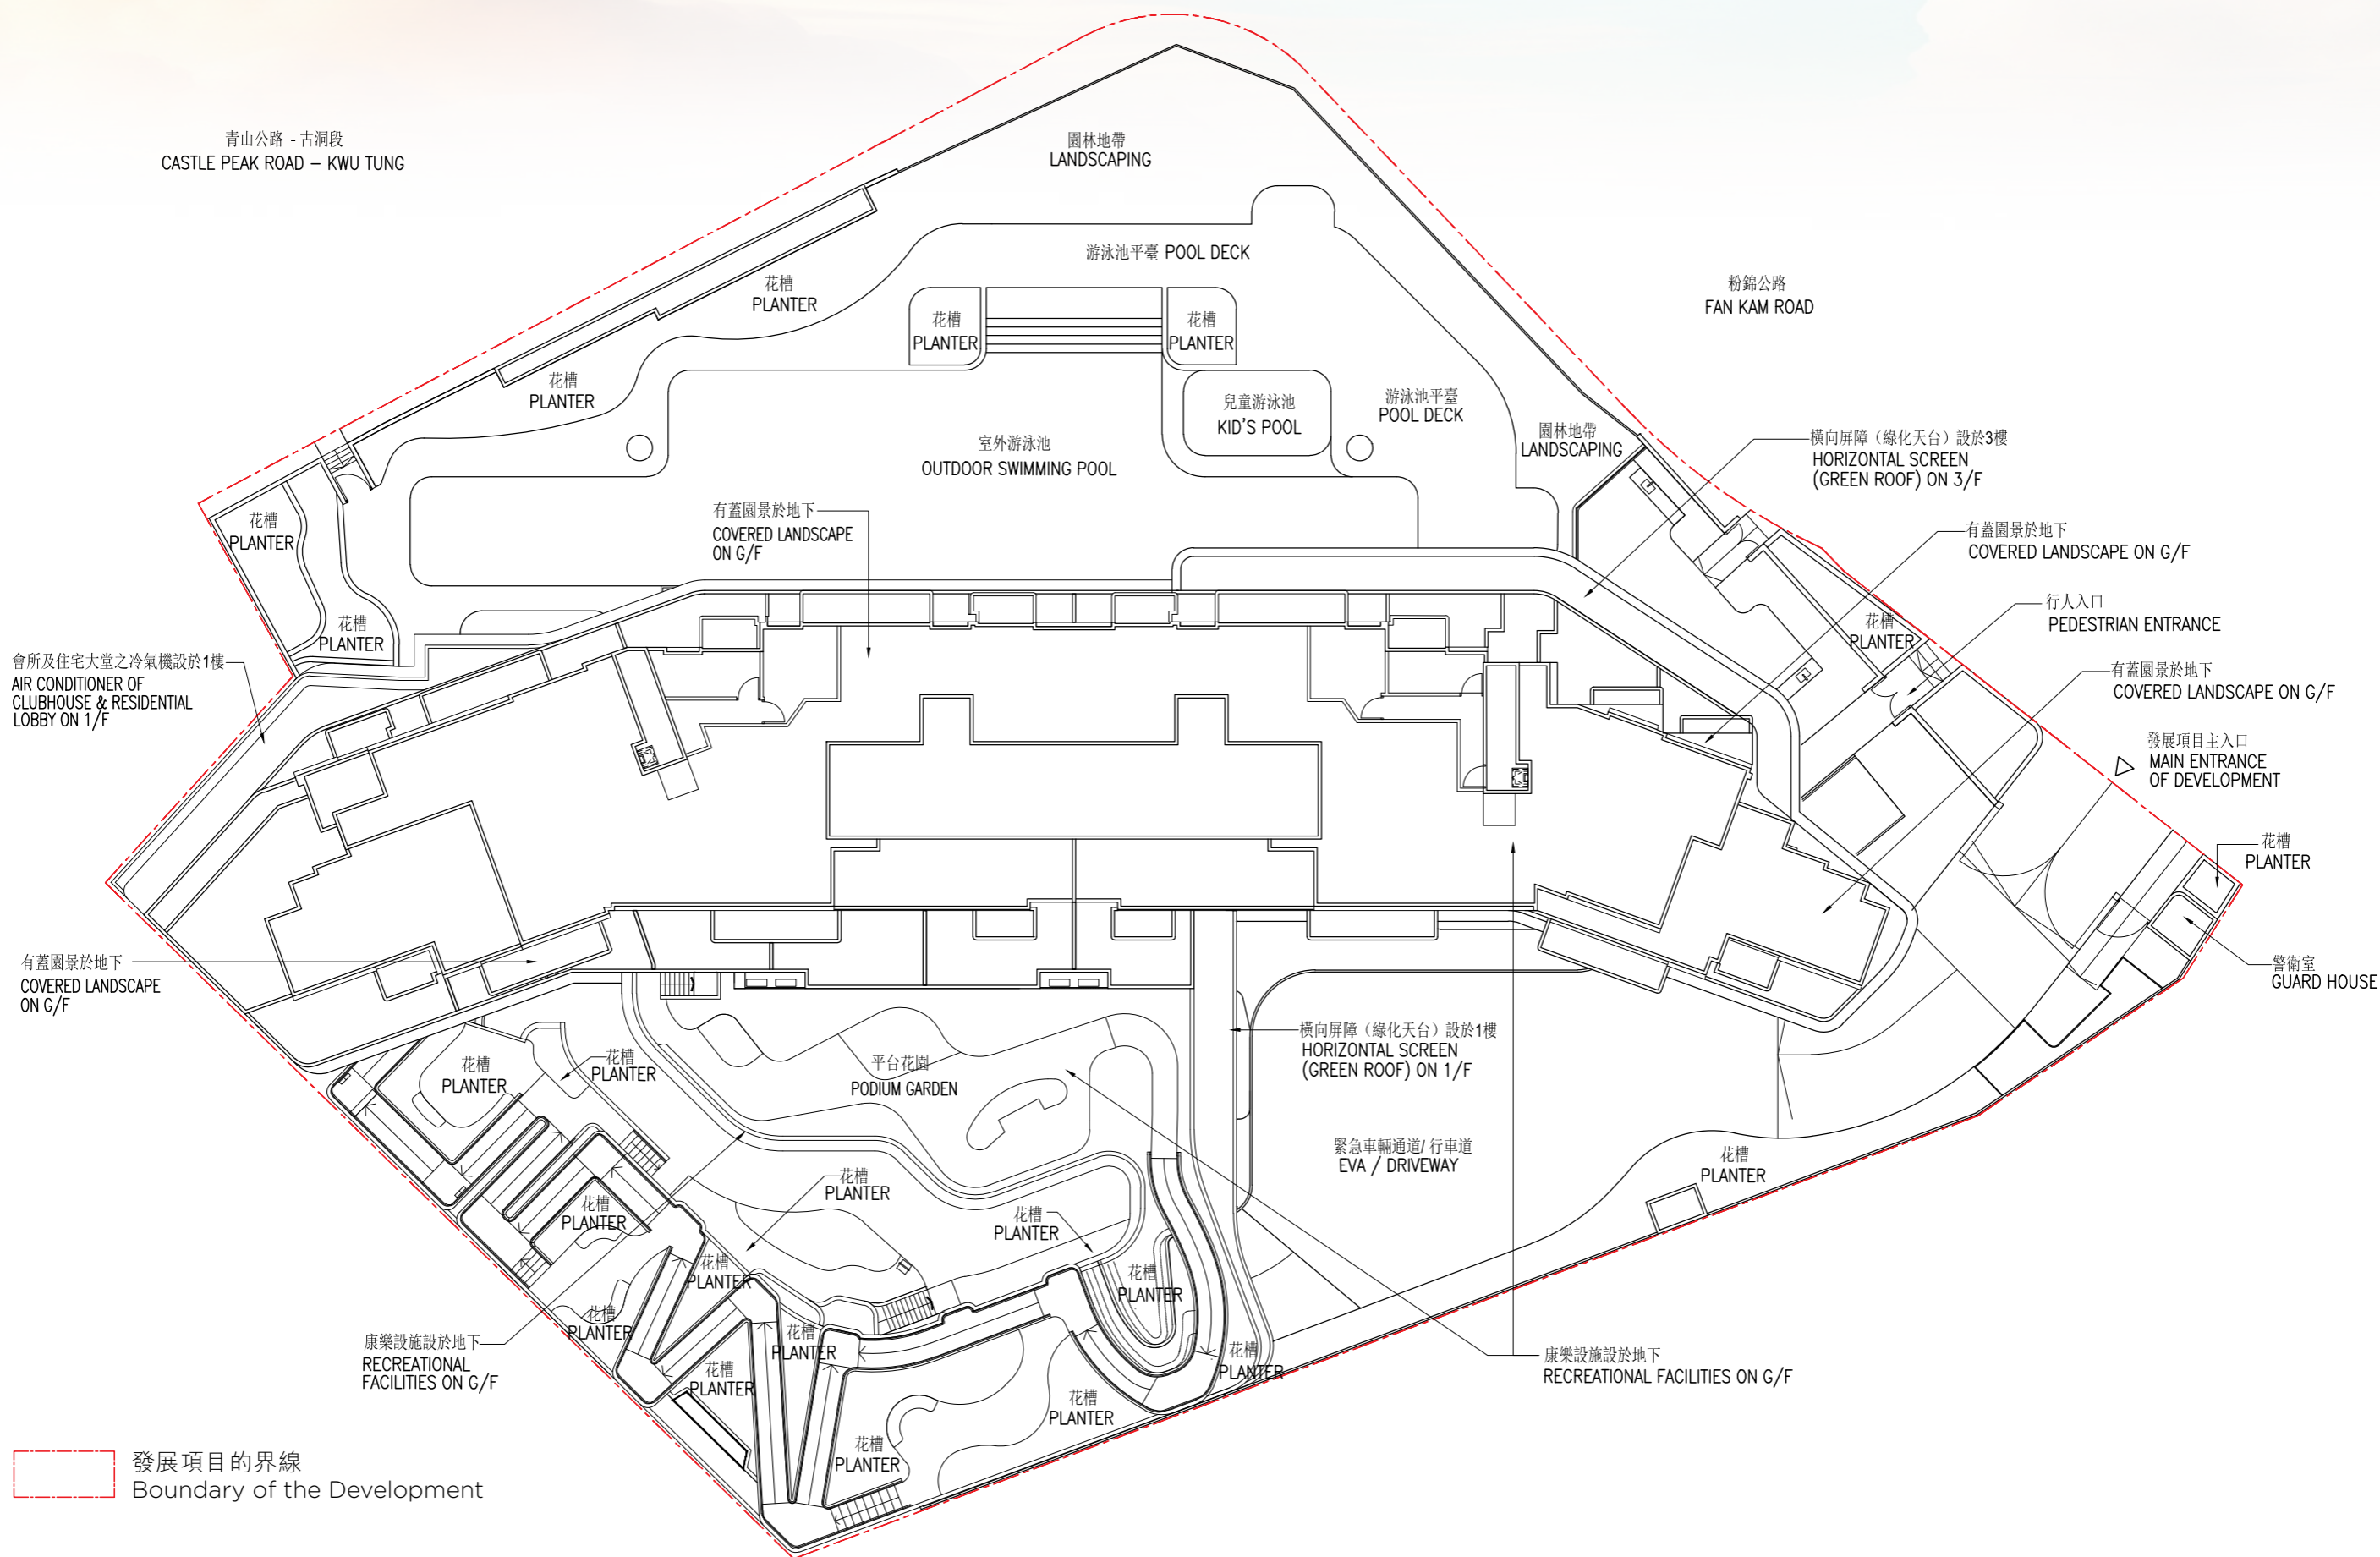 青山公路 - 古洞段
CASTLE PEAK ROAD – KWU TUNG
園林地帶
LANDSCAPING
游泳池平臺 POOL DECK
花槽
PLANTER
粉錦公路
FAN KAM ROAD
花槽
PLANTER
花槽
PLANTER
花槽
PLANTER
兒童游泳池
KID'S POOL
游泳池平臺
POOL DECK
室外游泳池
OUTDOOR SWIMMING POOL
園林地帶
LANDSCAPING
橫向屏障（綠化天台）設於3樓
HORIZONTAL SCREEN
(GREEN ROOF) ON 3/F
花槽
PLANTER
有蓋園景於地下
COVERED LANDSCAPE
ON G/F
有蓋園景於地下
COVERED LANDSCAPE ON G/F
花槽
PLANTER
花槽
PLANTER
行人入口
PEDESTRIAN ENTRANCE
會所及住宅大堂之冷氣機設於1樓
AIR CONDITIONER OF
CLUBHOUSE & RESIDENTIAL
LOBBY ON 1/F
有蓋園景於地下
COVERED LANDSCAPE ON G/F
發展項目主入口
MAIN ENTRANCE
OF DEVELOPMENT
花槽
PLANTER
有蓋園景於地下
COVERED LANDSCAPE
ON G/F
警衛室
GUARD HOUSE
花槽
PLANTER
花槽
PLANTER
平台花園
PODIUM GARDEN
橫向屏障（綠化天台）設於1樓
HORIZONTAL SCREEN
(GREEN ROOF) ON 1/F
緊急車輛通道/行車道
EVA / DRIVEWAY
花槽
PLANTER
花槽
PLANTER
花槽
PLANTER
花槽
PLANTER
花槽
PLANTER
花槽
PLANTER
花槽
PLANTER
花槽
PLANTER
花槽
PLANTER
花槽
PLANTER
康樂設施設於地下
RECREATIONAL
FACILITIES ON G/F
康樂設施設於地下
RECREATIONAL FACILITIES ON G/F
花槽
PLANTER
花槽
PLANTER
發展項目的界線
Boundary of the Development